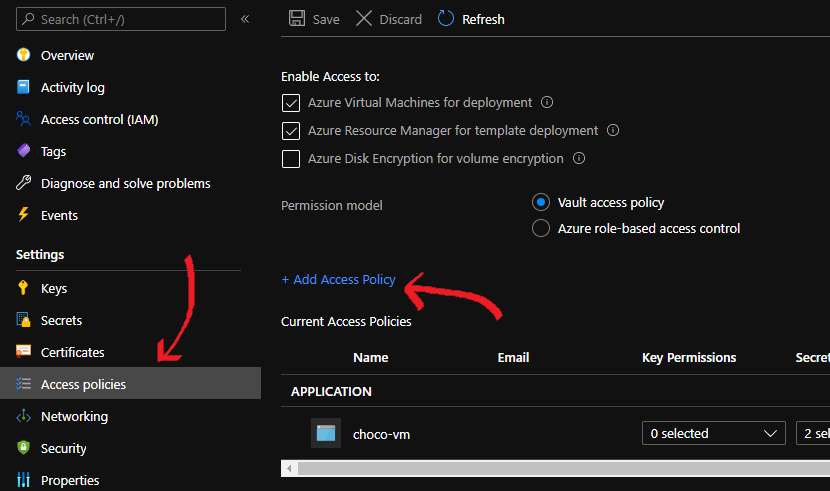 Search (Ctrl+/)
«
Overview
Activity log
Access control (IAM)
Tags
Diagnose and solve problems
Events
Settings
Keys
Secrets
Certificates
Access policies
Networking
Security
Properties
Save Discard Refresh
Enable Access to:
Azure Virtual Machines for deployment
Azure Resource Manager for template deployment
Azure Disk Encryption for volume encryption
Permission model
Vault access policy
Azure role-based access control
+ Add Access Policy
Current Access Policies
Name Email Key Permissions Secret
APPLICATION
choco-vm 0 selected 2 sel